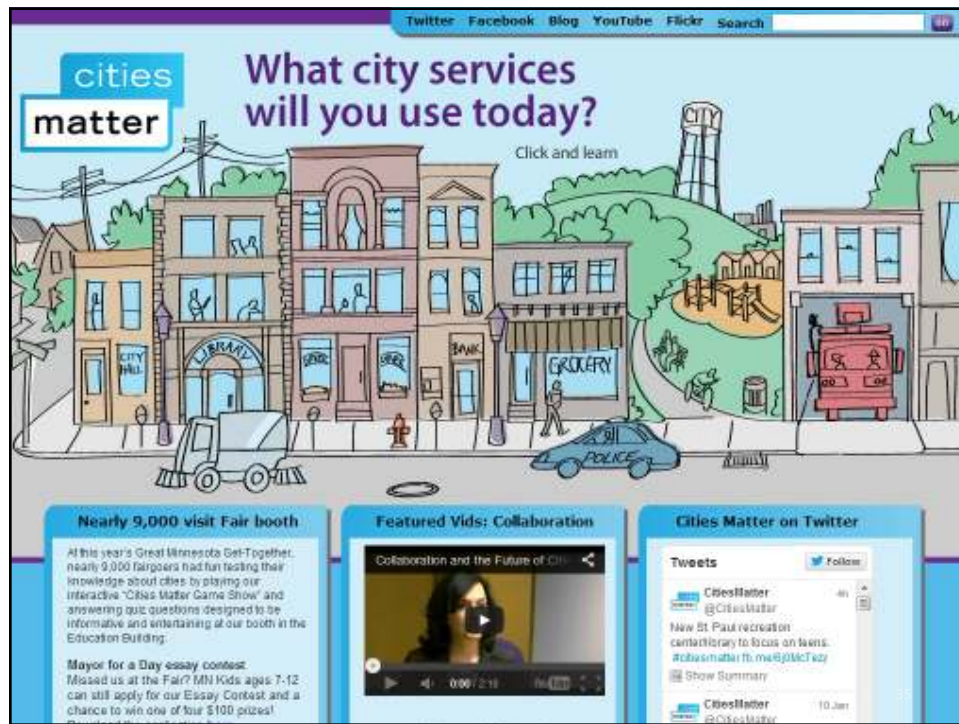 Twitter Facebook Blog YouTube Flickr Search
cities
matter
What city services
will you use today?
Click and learn
CITY
CITY
HALL
LIBRARY
BANK
GROCERY
911
POLICE
Nearly 9,000 visit Fair booth
At this year's Great Minnesota Get-Together,
nearly 9,000 fairgoers had fun testing their
knowledge about cities by playing our
interactive "Cities Matter Game Show" and
answering quiz questions designed to be
informative and entertaining at our booth in the
Education Building.
Mayor for a Day essay contest
Missed us at the Fair? MN Kids ages 7-12
can still apply for our Essay Contest and a
chance to win one of four $100 prizes!
Featured Vids: Collaboration
Collaboration and the Future of
0:00 / 2:10
YouTube
Cities Matter on Twitter
Tweets
Follow
CitiesMatter 4h
@CitiesMatter
New St. Paul recreation
center/library to focus on teens.
#citiesmatter fb.me/6j0McTezy
Show Summary
CitiesMatter 10 Jan
@CitiesMatter